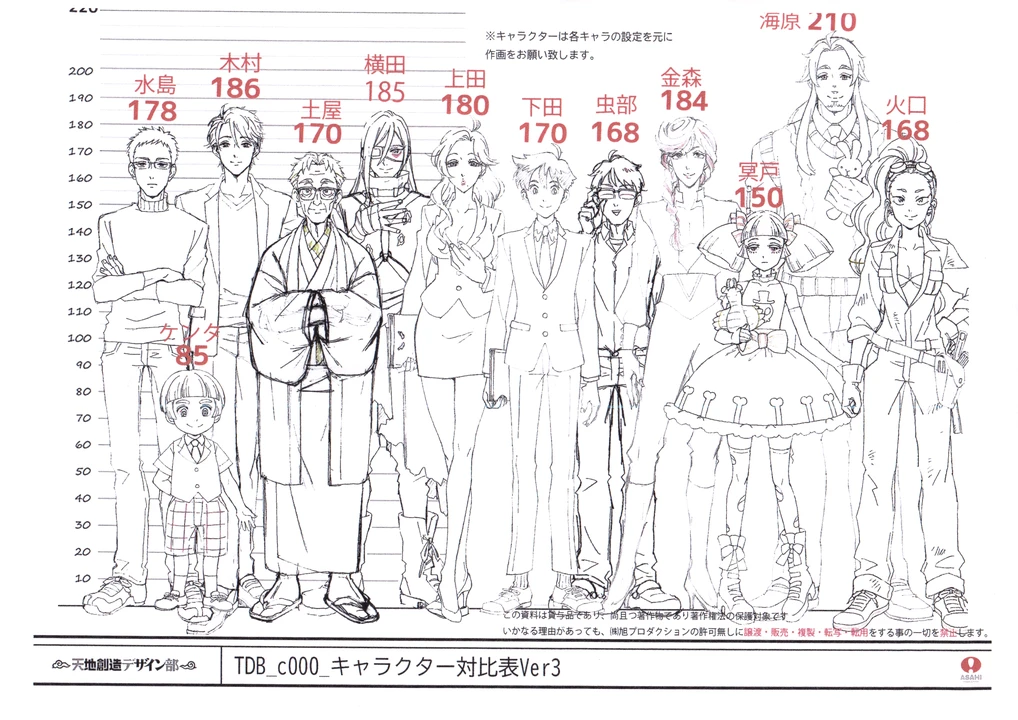 220
※キャラクターは各キャラの設定を元に
作画をお願い致します。
海原 210
木村
186
横田
185
上田
180
水島
178
土屋
170
下田
170
虫部
168
金森
184
冥戸
150
火口
168
ケンタ
85
200
190
180
170
160
150
140
130
120
110
100
90
80
70
60
50
40
30
20
10
この資料は貸与品であり、尚且つ著作物であり著作権法の保護対象です
いかなる理由があっても、㈱旭プロダクションの許可無しに譲渡・販売・複製・転写・転用をする事の一切を禁止します。
天地創造デザイン部
TDB_c000_キャラクター対比表Ver3
ASAHI